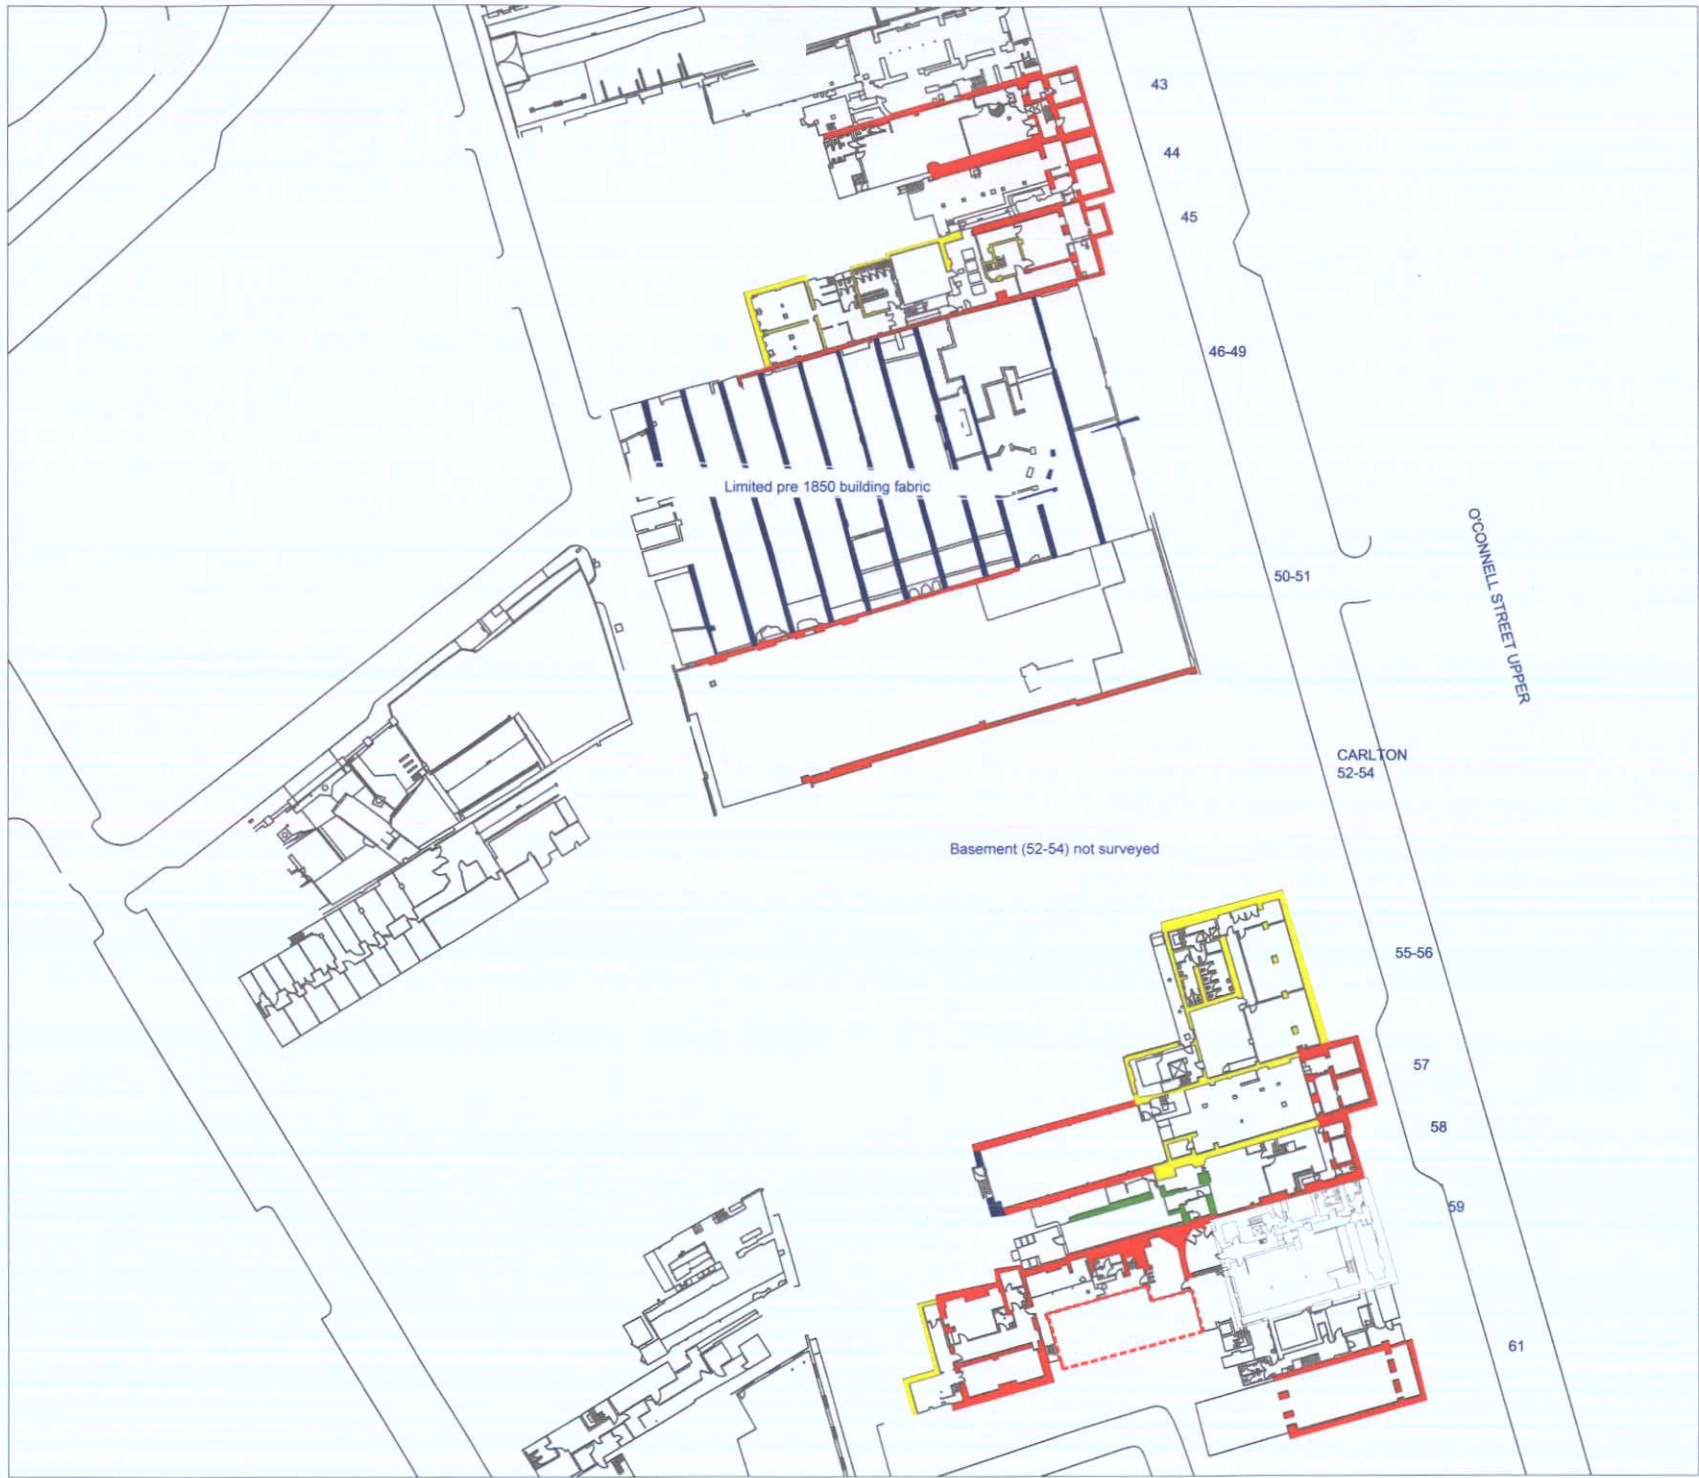 43
44
45
46-49
Limited pre 1850 building fabric
50-51
O'CONNELL STREET UPPER
CARLTON
52-54
Basement (52-54) not surveyed
55-56
57
58
59
61